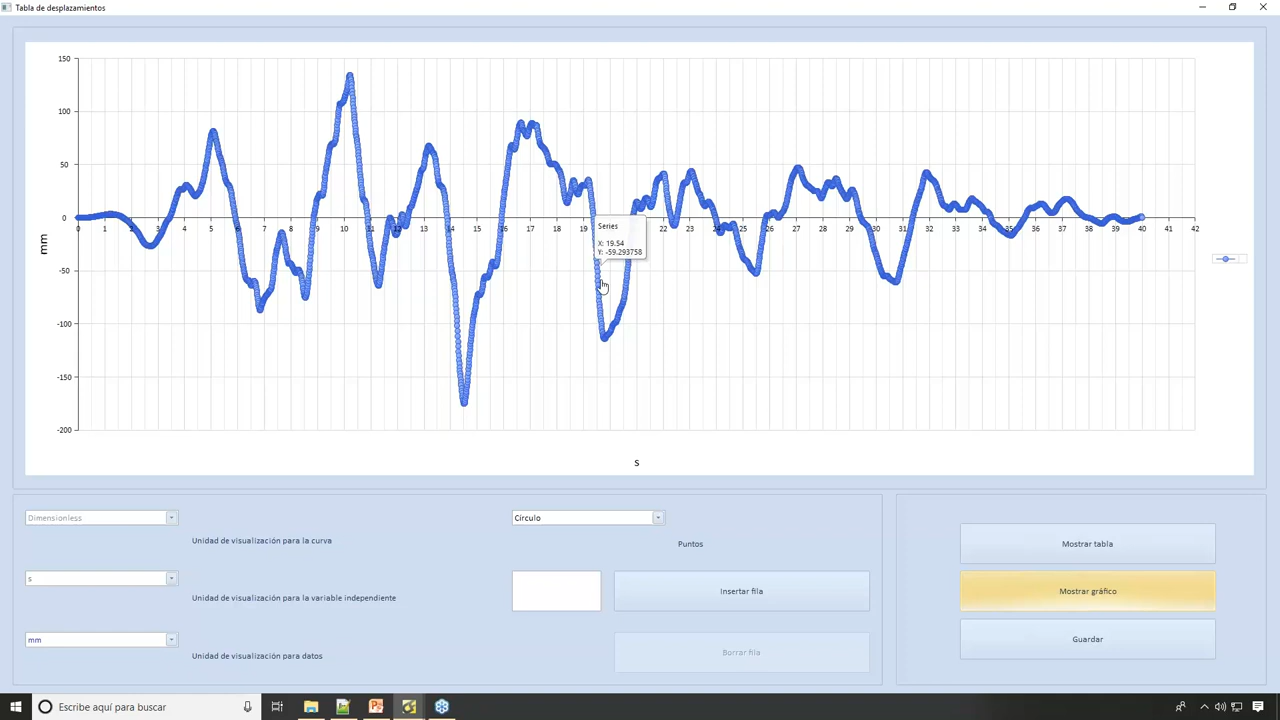 Tabla de desplazamientos
150
100
50
0
-50
-100
-150
-200
mm
0 1 2 3 4 5 6 7 8 9 10 11 12 13 14 15 16 17 18 19 20 21 22 23 24 25 26 27 28 29 30 31 32 33 34 35 36 37 38 39 40 41 42
Series
X: 19.54
Y: -59.293758
s
Dimensionless
Unidad de visualización para la curva
s
Unidad de visualización para la variable independiente
mm
Unidad de visualización para datos
Círculo
Puntos
Insertar fila
Borrar fila
Mostrar tabla
Mostrar gráfico
Guardar
Escribe aquí para buscar